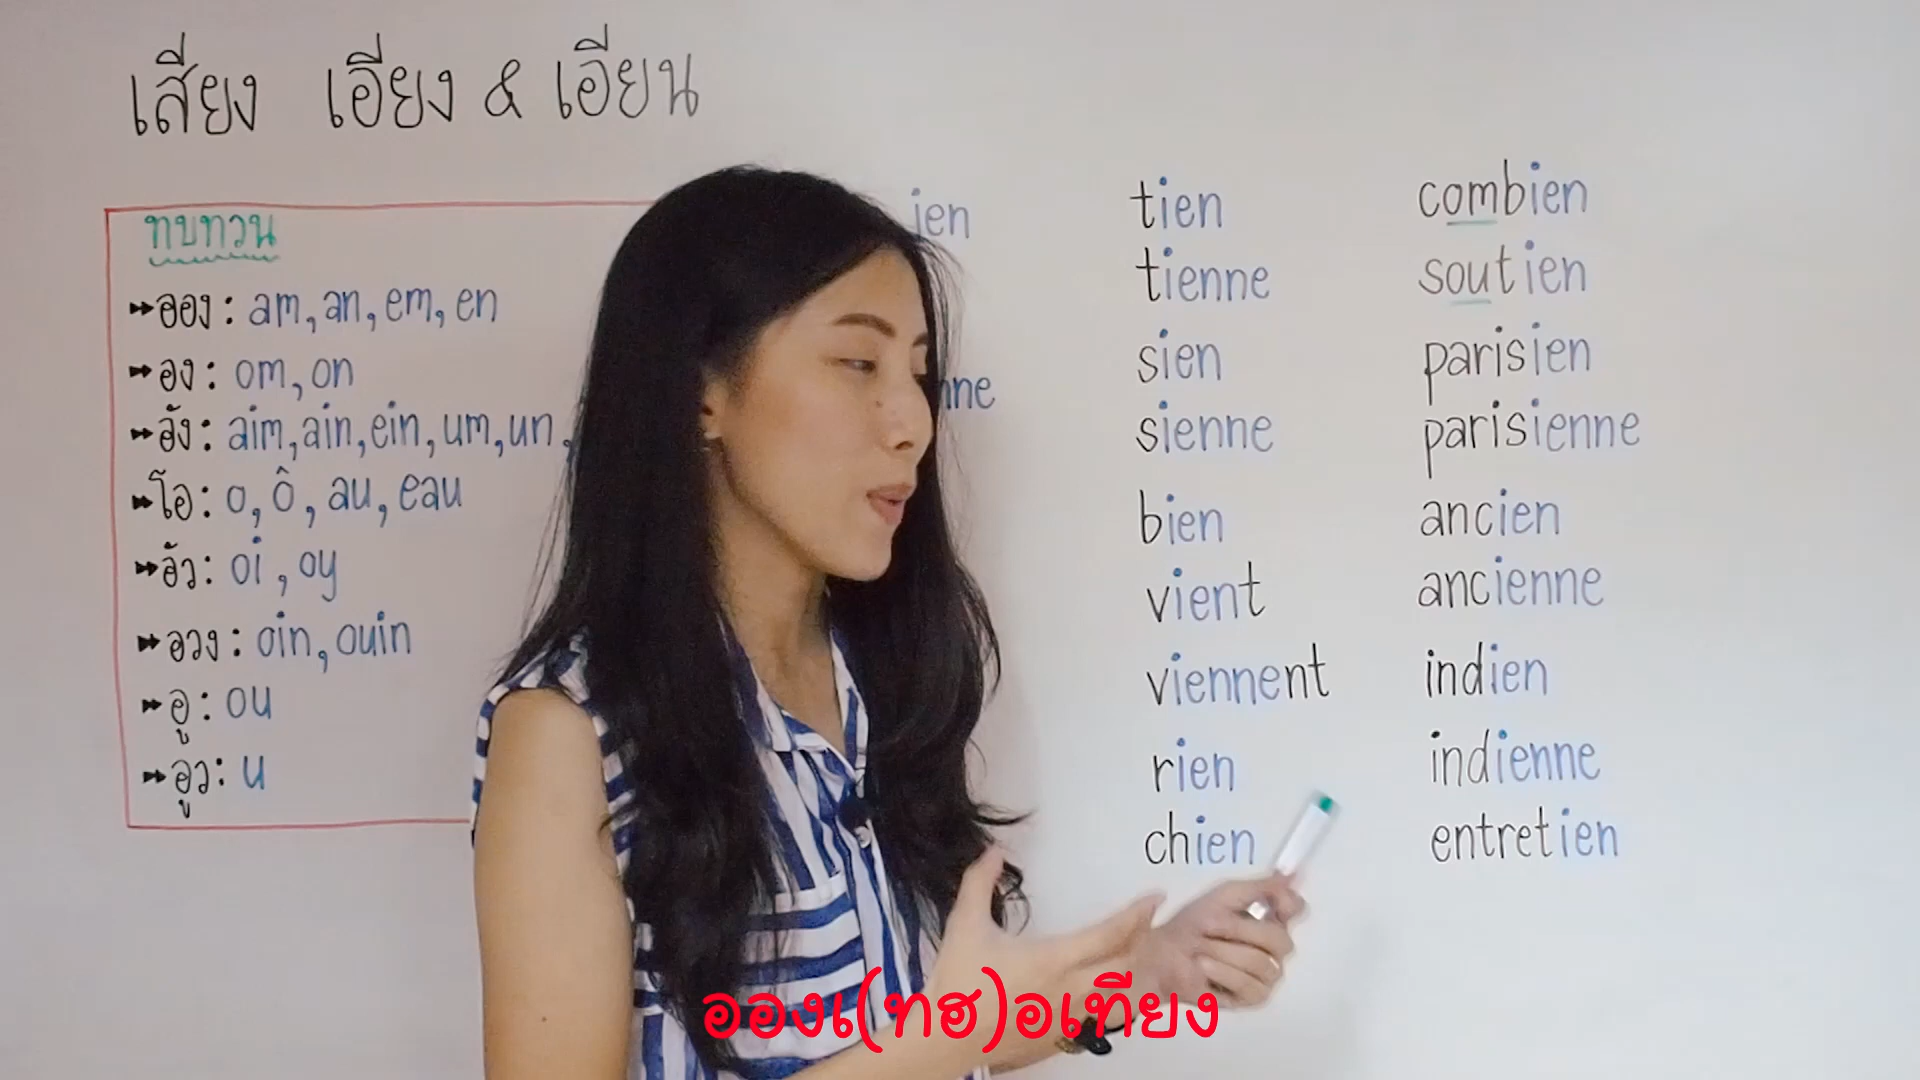 เสียง เอียง & เอียน
ทบทวน
➳ ออง : am, an, em, en
➳ อง : om, on
➳ อัง : aim, ain, ein, um, un,
➳ โอ : o, ô, au, eau
➳ อัว : oi, oy
➳ อวง : oin, ouin
➳ อู : ou
➳ อูว : u
ien
nne
tien
tienne
sien
sienne
bien
vient
viennent
rien
chien
combien
soutien
parisien
parisienne
ancien
ancienne
indien
indienne
entretien
อองเ(ทฮ)อเทียง